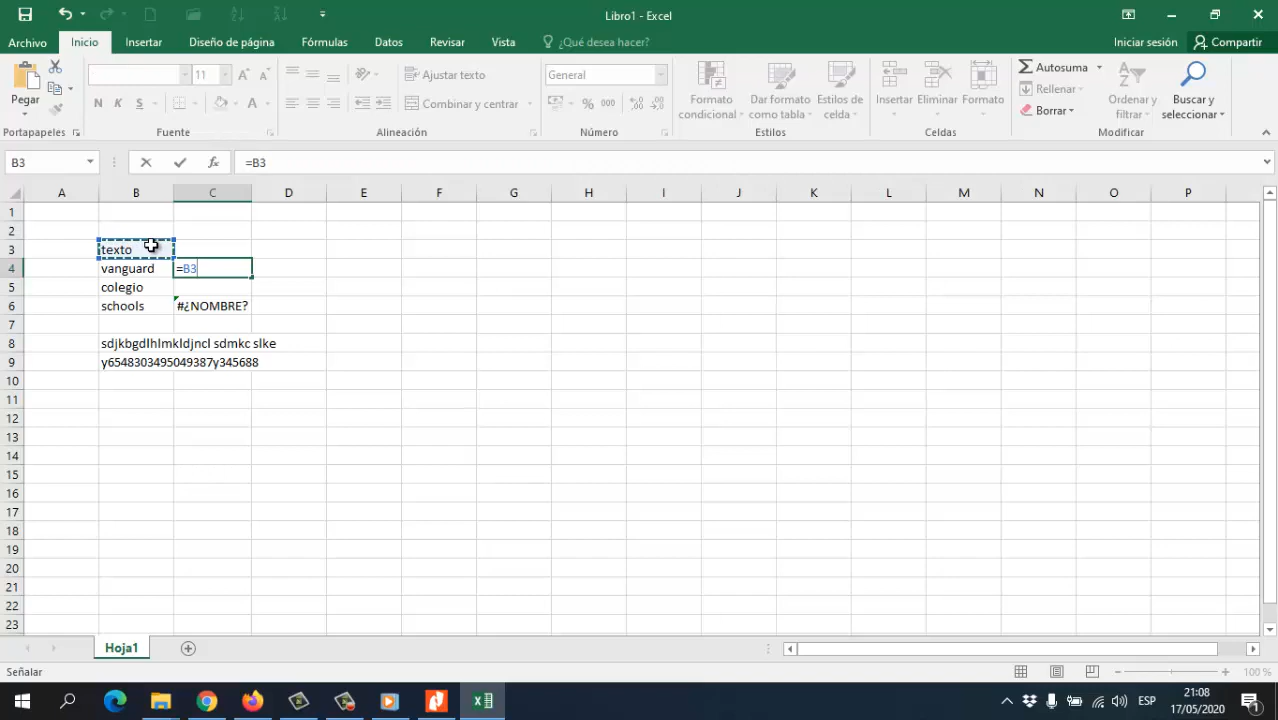 Libro1 - Excel
Archivo Inicio Insertar Diseño de página Fórmulas Datos Revisar Vista ¿Qué desea hacer? Iniciar sesión Compartir
Pegar
11
N K S
A A
Ajustar texto
Combinar y centrar
General
% 000
Formato condicional
Dar formato como tabla
Estilos de celda
Insertar
Eliminar
Formato
Autosuma
Rellenar
Borrar
Ordenar y filtrar
Buscar y seleccionar
Portapapeles Fuente Alineación Número Estilos Celdas Modificar
B3 fx =B3
A B C D E F G H I J K L M N O P
1
2
3 texto
4 vanguard =B3
5 colegio
6 schools #¿NOMBRE?
7
8 sdjkbgdlhlmkldjncl sdmkc slke
9 y6548303495049387y345688
10
11
12
13
14
15
16
17
18
19
20
21
22
23
Hoja1
Señalar 100 %
ESP 21:08
17/05/2020